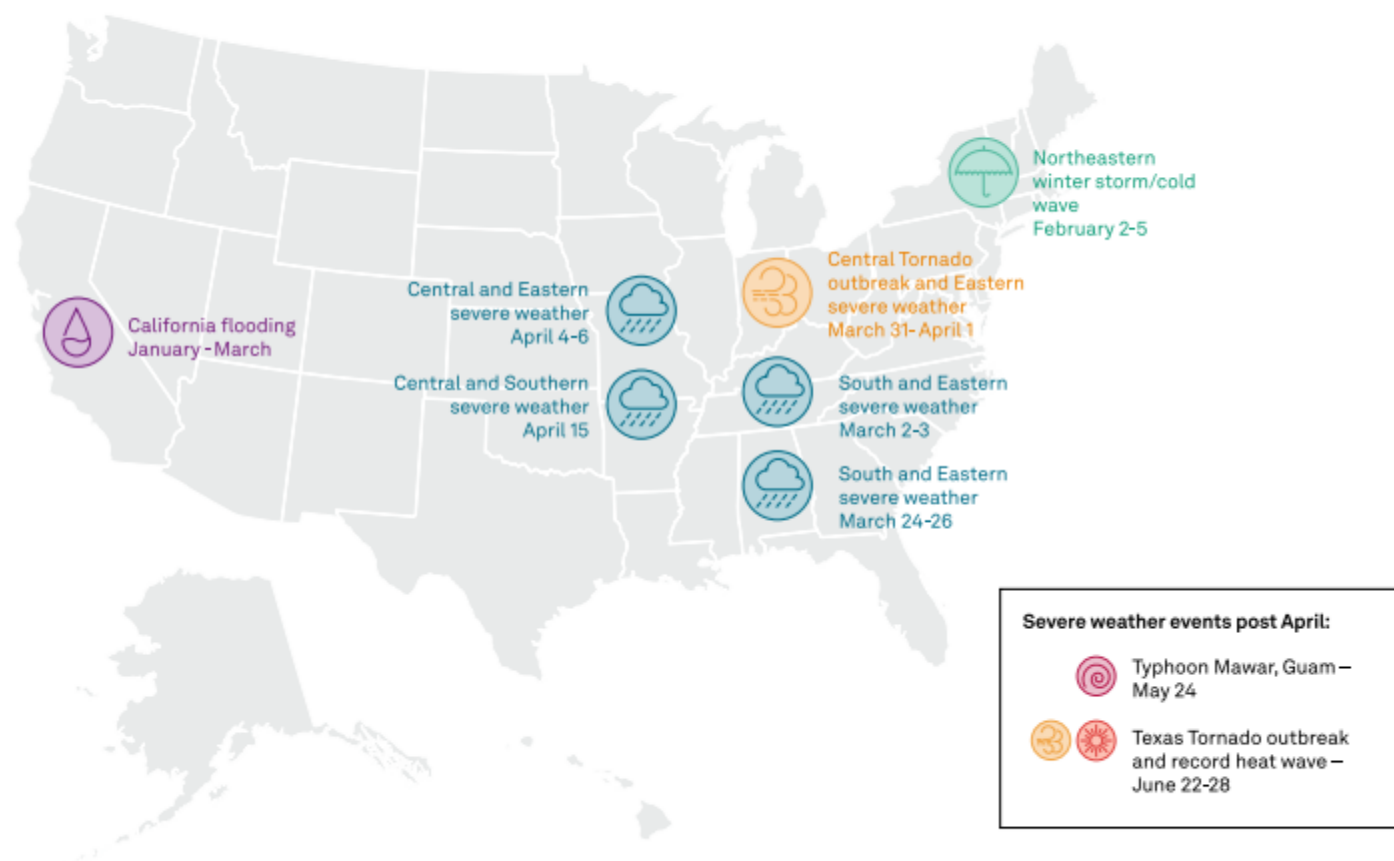 Northeastern
winter storm/cold
wave
February 2-5
Central Tornado
outbreak and Eastern
severe weather
March 31- April 1
Central and Eastern
severe weather
April 4-6
California flooding
January -March
Central and Southern
severe weather
April 15
South and Eastern
severe weather
March 2-3
South and Eastern
severe weather
March 24-26
Severe weather events post April:
Typhoon Mawar, Guam —
May 24
Texas Tornado outbreak
and record heat wave —
June 22-28